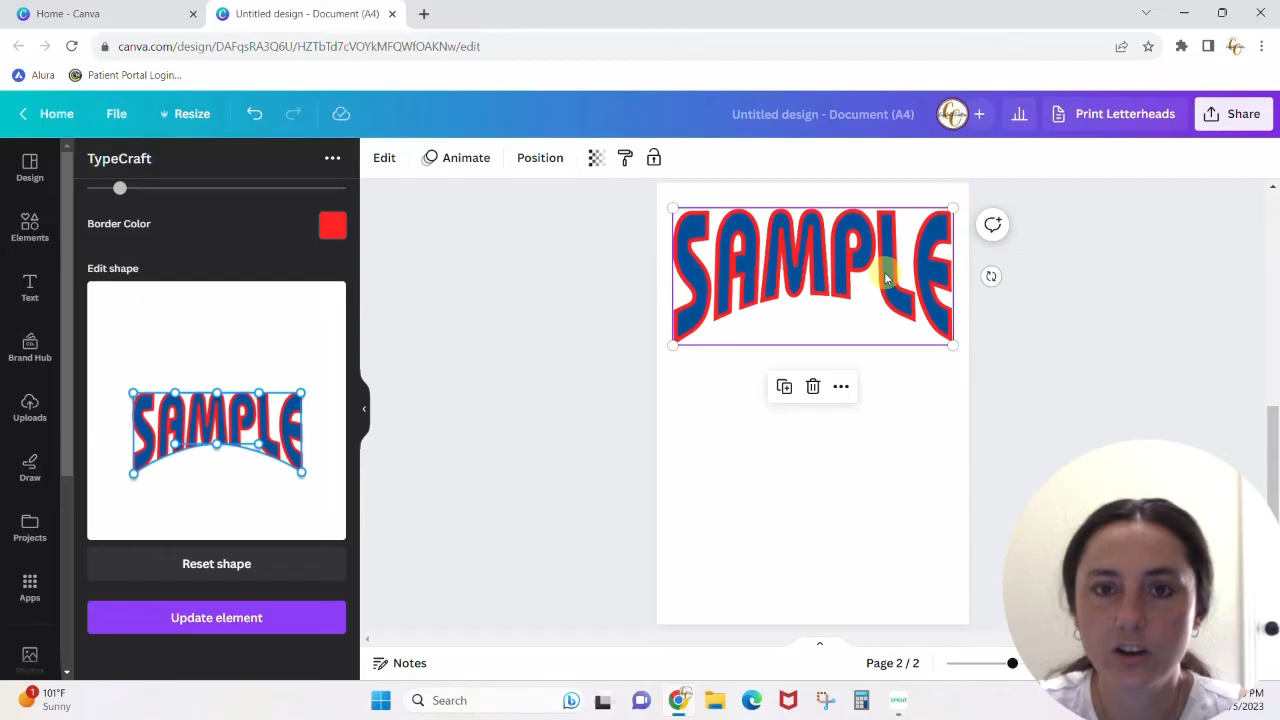 Home - Canva
Untitled design - Document (A4)
canva.com/design/DAFqsRA3Q6U/HZTbTd7cVOYkMFQWfOAKNw/edit
Alura
Patient Portal Login...
Home
File
Resize
Untitled design - Document (A4)
Print Letterheads
Share
Design
Elements
Text
Brand Hub
Uploads
Draw
Projects
Apps
TypeCraft
Border Color
Edit shape
SAMPLE
Reset shape
Update element
Edit
Animate
Position
SAMPLE
Notes
Page 2 / 2
101°F
Sunny
Search
cricut